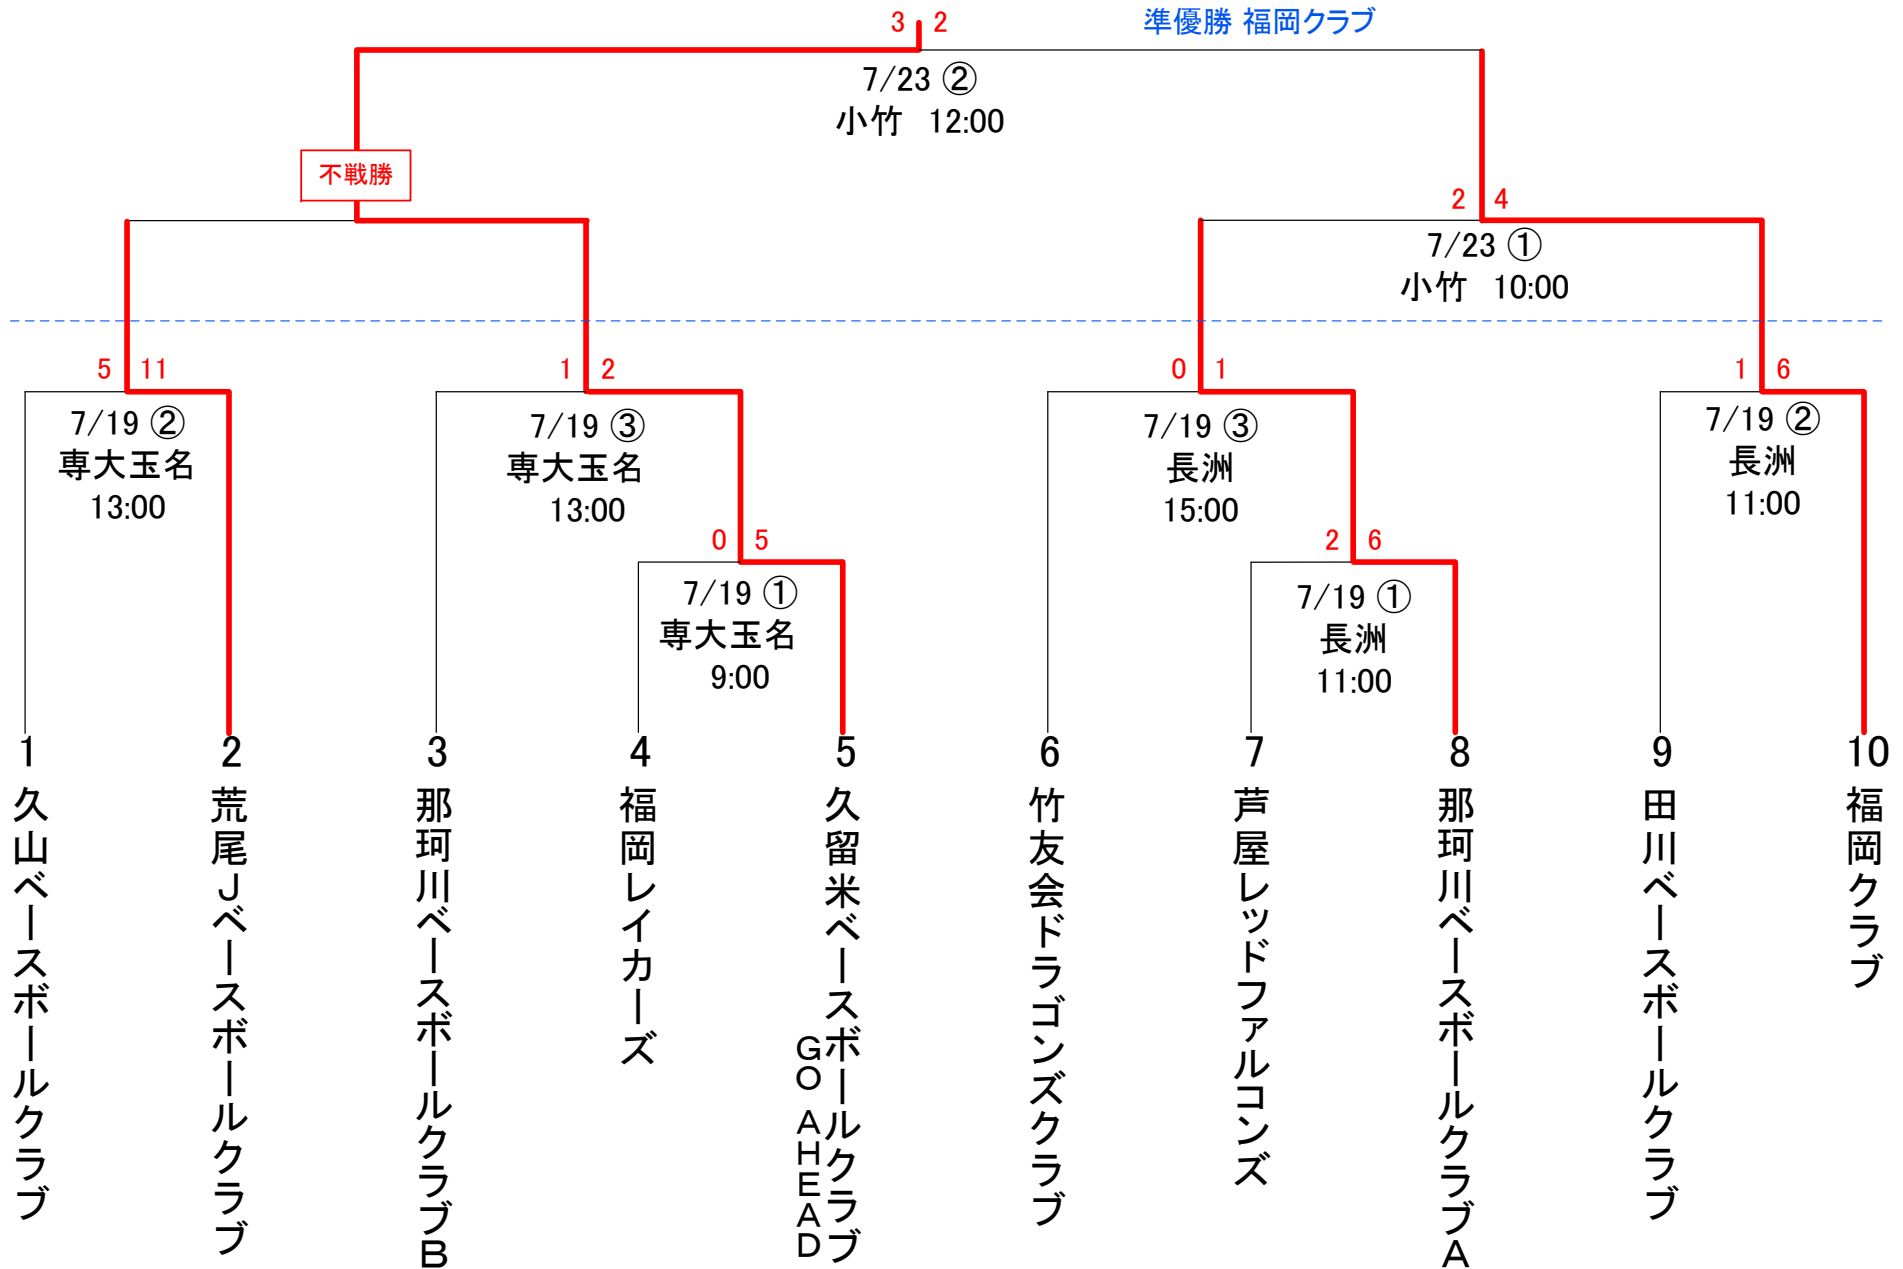 3 2
準優勝 福岡クラブ
7/23 ②
小竹 12:00
不戦勝
2 4
7/23 ①
小竹 10:00
5 11
7/19 ②
専大玉名
13:00
1 2
7/19 ③
専大玉名
13:00
0 1
7/19 ③
長洲
15:00
1 6
7/19 ②
長洲
11:00
0 5
7/19 ①
専大玉名
9:00
2 6
7/19 ①
長洲
11:00
1
久山ベースボールクラブ
2
荒尾Jベースボールクラブ
3
那珂川ベースボールクラブB
4
福岡レイカーズ
5
久留米ベースボールクラブ
GO AHEAD
6
竹友会ドラゴンズクラブ
7
芦屋レッドファルコンズ
8
那珂川ベースボールクラブA
9
田川ベースボールクラブ
10
福岡クラブ